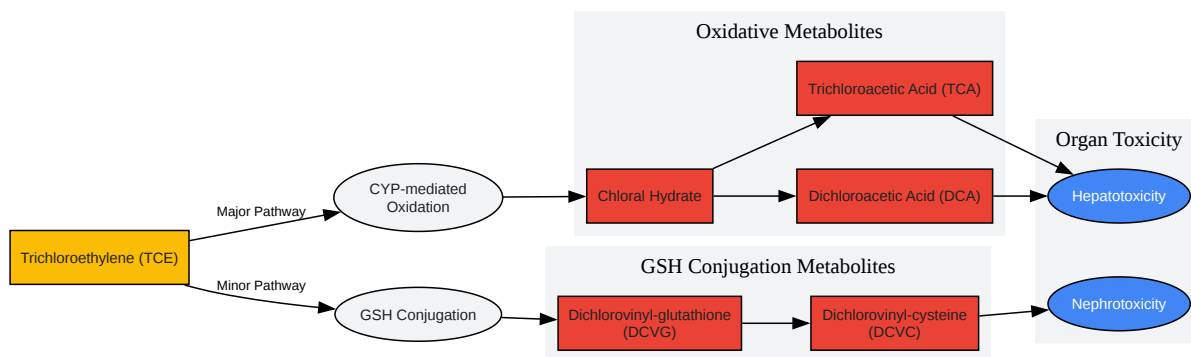 Oxidative Metabolites
Trichloroacetic Acid (TCA)
Organ Toxicity
CYP-mediated
Oxidation
Chloral Hydrate
Dichloroacetic Acid (DCA)
Hepatotoxicity
Major Pathway
Trichloroethylene (TCE)
Minor Pathway
GSH Conjugation Metabolites
GSH Conjugation
Dichlorovinyl-glutathione
(DCVG)
Dichlorovinyl-cysteine
(DCVC)
Nephrotoxicity